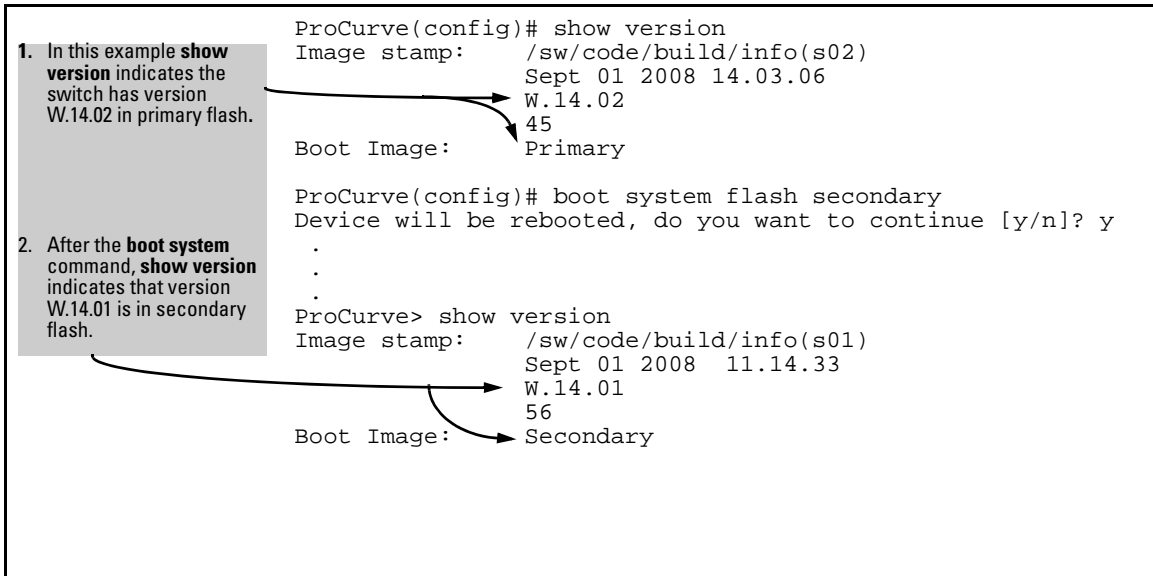 1. In this example show
version indicates the
switch has version
W.14.02 in primary flash.
2. After the boot system
command, show version
indicates that version
W.14.01 is in secondary
flash.
ProCurve(config)# show version
Image stamp:    /sw/code/build/info(s02)
Sept 01 2008 14.03.06
W.14.02
45
Boot Image:     Primary
ProCurve(config)# boot system flash secondary
Device will be rebooted, do you want to continue [y/n]? y
.
.
.
ProCurve> show version
Image stamp:    /sw/code/build/info(s01)
Sept 01 2008  11.14.33
W.14.01
56
Boot Image:     Secondary